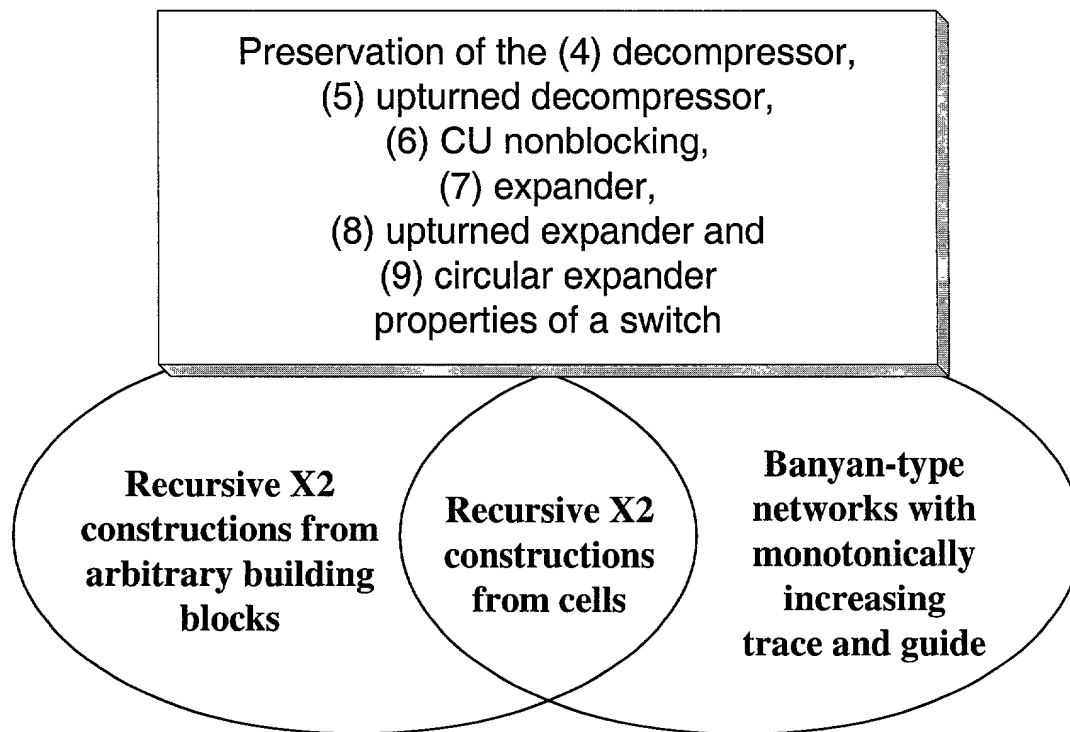 Preservation of the (4) decompressor,
(5) upturned decompressor,
(6) CU nonblocking,
(7) expander,
(8) upturned expander and
(9) circular expander
properties of a switch
Recursive X2
constructions from
arbitrary building
blocks
Recursive X2
constructions
from cells
Banyan-type
networks with
monotonically
increasing
trace and guide